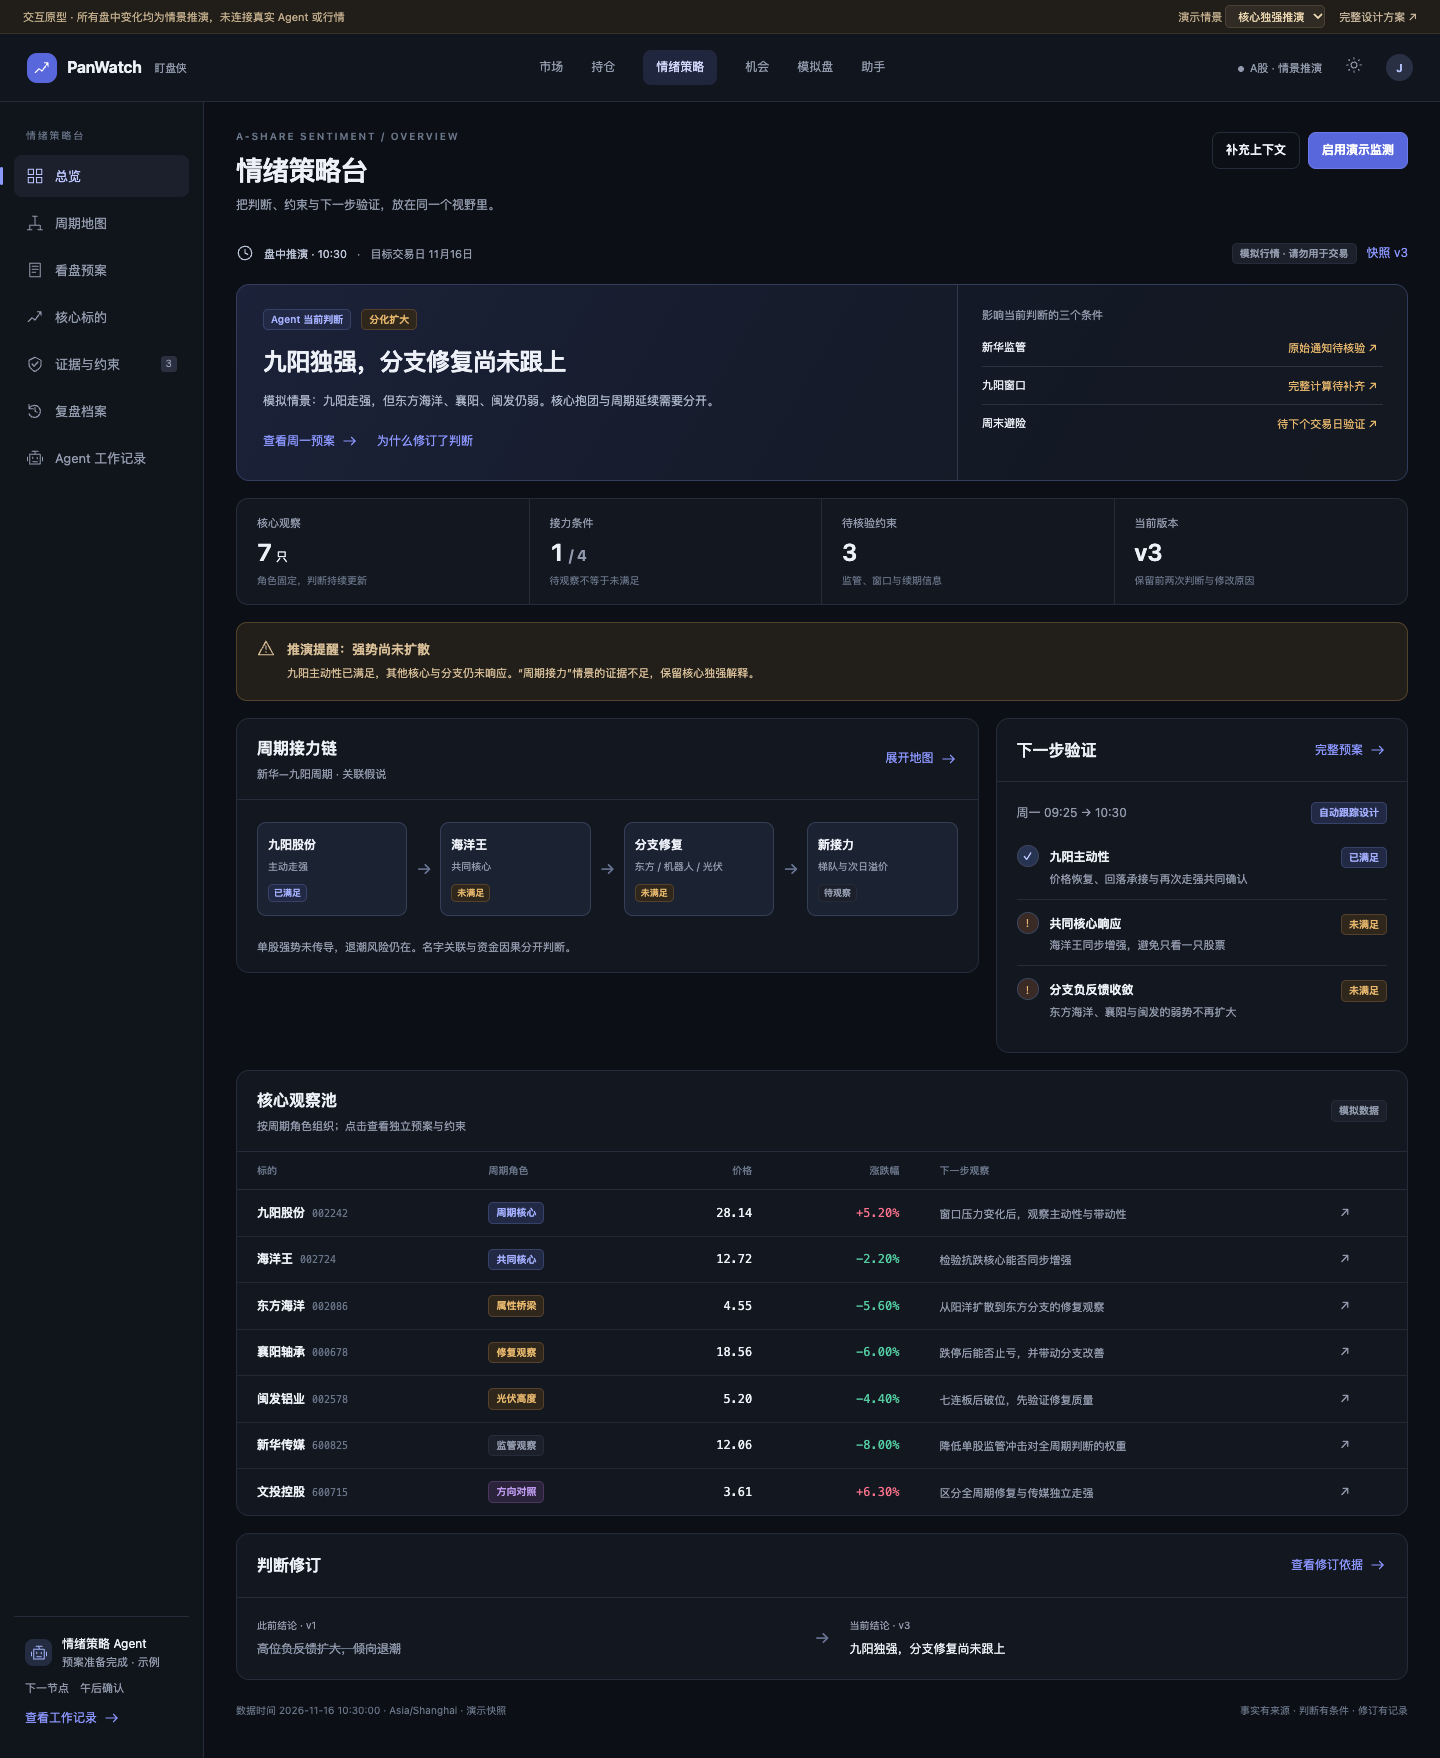 交互原型 · 所有盘中变化均为情景推演，未连接真实 Agent 或行情
演示情景 核心独强推演 完整设计方案 ↗
PanWatch 盯盘侠
市场 持仓 情绪策略 机会 模拟盘 助手
A股 · 情景推演 J
情绪策略台
总览
周期地图
看盘预案
核心标的
证据与约束 3
复盘档案
Agent 工作记录
情绪策略 Agent
预案准备完成 · 示例
下一节点 午后确认
查看工作记录 →
A-SHARE SENTIMENT / OVERVIEW
情绪策略台
把判断、约束与下一步验证，放在同一个视野里。
补充上下文 启用演示监测
盘中推演 · 10:30 · 目标交易日 11月16日
模拟行情 · 请勿用于交易 快照 v3
Agent 当前判断 分化扩大
九阳独强，分支修复尚未跟上
模拟情景：九阳走强，但东方海洋、襄阳、闽发仍弱。核心抱团与周期延续需要分开。
查看周一预案 → 为什么修订了判断
影响当前判断的三个条件
新华监管 原始通知待核验 ↗
九阳窗口 完整计算待补齐 ↗
周末避险 待下个交易日验证 ↗
核心观察
7 只
角色固定，判断持续更新
接力条件
1 / 4
待观察不等于未满足
待核验约束
3
监管、窗口与续期信息
当前版本
v3
保留前两次判断与修改原因
推演提醒：强势尚未扩散
九阳主动性已满足，其他核心与分支仍未响应。“周期接力”情景的证据不足，保留核心独强解释。
周期接力链
新华—九阳周期 · 关联假说
展开地图 →
九阳股份
主动走强
已满足
→
海洋王
共同核心
未满足
→
分支修复
东方 / 机器人 / 光伏
未满足
→
新接力
梯队与次日溢价
待观察
单股强势未传导，退潮风险仍在。名字关联与资金因果分开判断。
下一步验证 完整预案 →
周一 09:25 → 10:30 自动跟踪设计
九阳主动性 已满足
价格恢复、回落承接与再次走强共同确认
共同核心响应 未满足
海洋王同步增强，避免只看一只股票
分支负反馈收敛 未满足
东方海洋、襄阳与闽发的弱势不再扩大
核心观察池
按周期角色组织；点击查看独立预案与约束
模拟数据
标的 周期角色 价格 涨跌幅 下一步观察
九阳股份 002242 周期核心 28.14 +5.20% 窗口压力变化后，观察主动性与带动性 ↗
海洋王 002724 共同核心 12.72 −2.20% 检验抗跌核心能否同步增强 ↗
东方海洋 002086 属性桥梁 4.55 −5.60% 从阳洋扩散到东方分支的修复观察 ↗
襄阳轴承 000678 修复观察 18.56 −6.00% 跌停后能否止亏，并带动分支改善 ↗
闽发铝业 002578 光伏高度 5.20 −4.40% 七连板后破位，先验证修复质量 ↗
新华传媒 600825 监管观察 12.06 −8.00% 降低单股监管冲击对全周期判断的权重 ↗
文投控股 600715 方向对照 3.61 +6.30% 区分全周期修复与传媒独立走强 ↗
判断修订 查看修订依据 →
此前结论 · v1
高位负反馈扩大，倾向退潮
→
当前结论 · v3
九阳独强，分支修复尚未跟上
数据时间 2026-11-16 10:30:00 · Asia/Shanghai · 演示快照
事实有来源 · 判断有条件 · 修订有记录